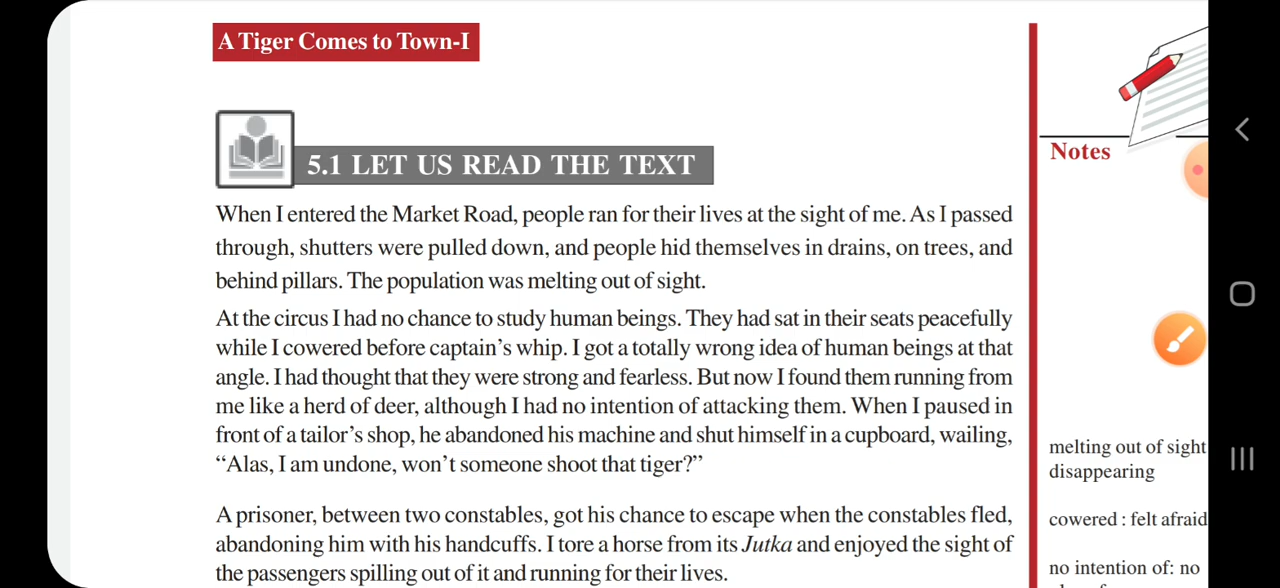 A Tiger Comes to Town-I
5.1 LET US READ THE TEXT
When I entered the Market Road, people ran for their lives at the sight of me. As I passed
through, shutters were pulled down, and people hid themselves in drains, on trees, and
behind pillars. The population was melting out of sight.
At the circus I had no chance to study human beings. They had sat in their seats peacefully
while I cowered before captain’s whip. I got a totally wrong idea of human beings at that
angle. I had thought that they were strong and fearless. But now I found them running from
me like a herd of deer, although I had no intention of attacking them. When I paused in
front of a tailor’s shop, he abandoned his machine and shut himself in a cupboard, wailing,
“Alas, I am undone, won’t someone shoot that tiger?”
A prisoner, between two constables, got his chance to escape when the constables fled,
abandoning him with his handcuffs. I tore a horse from its Jutka and enjoyed the sight of
the passengers spilling out of it and running for their lives.
Notes
melting out of sight
disappearing
cowered : felt afraid
no intention of: no